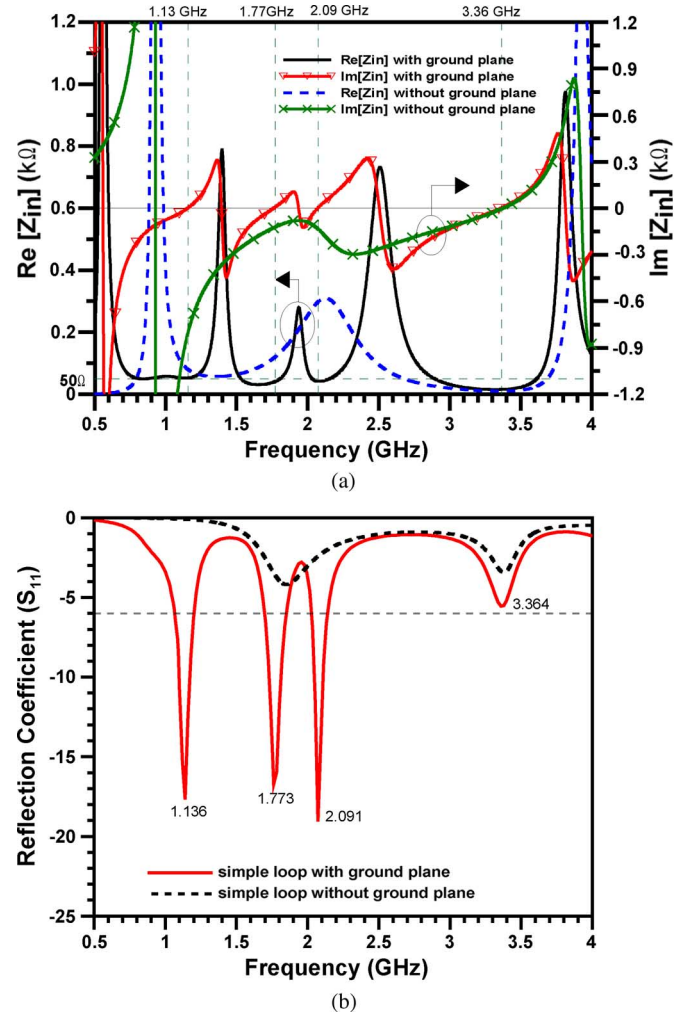 1.13 GHz 1.77GHz 2.09 GHz 3.36 GHz
1.2 1.2
Re[Zin] with ground plane
Im[Zin] with ground plane
Re[Zin] without ground plane
Im[Zin] without ground plane
1.0 0.9
0.8 0.6
0.3
0.6 0
0.4 -0.3
-0.6
0.2 -0.9
50Ω
0 -1.2
Re [Zin] (kΩ)
Im [Zin] (kΩ)
0.5 1 1.5 2 2.5 3 3.5 4
Frequency (GHz)
(a)
0
-5
-10
-15
-20
-25
Reflection Coefficient (S11)
3.364
1.136
1.773
2.091
simple loop with ground plane
simple loop without ground plane
0.5 1 1.5 2 2.5 3 3.5 4
Frequency (GHz)
(b)